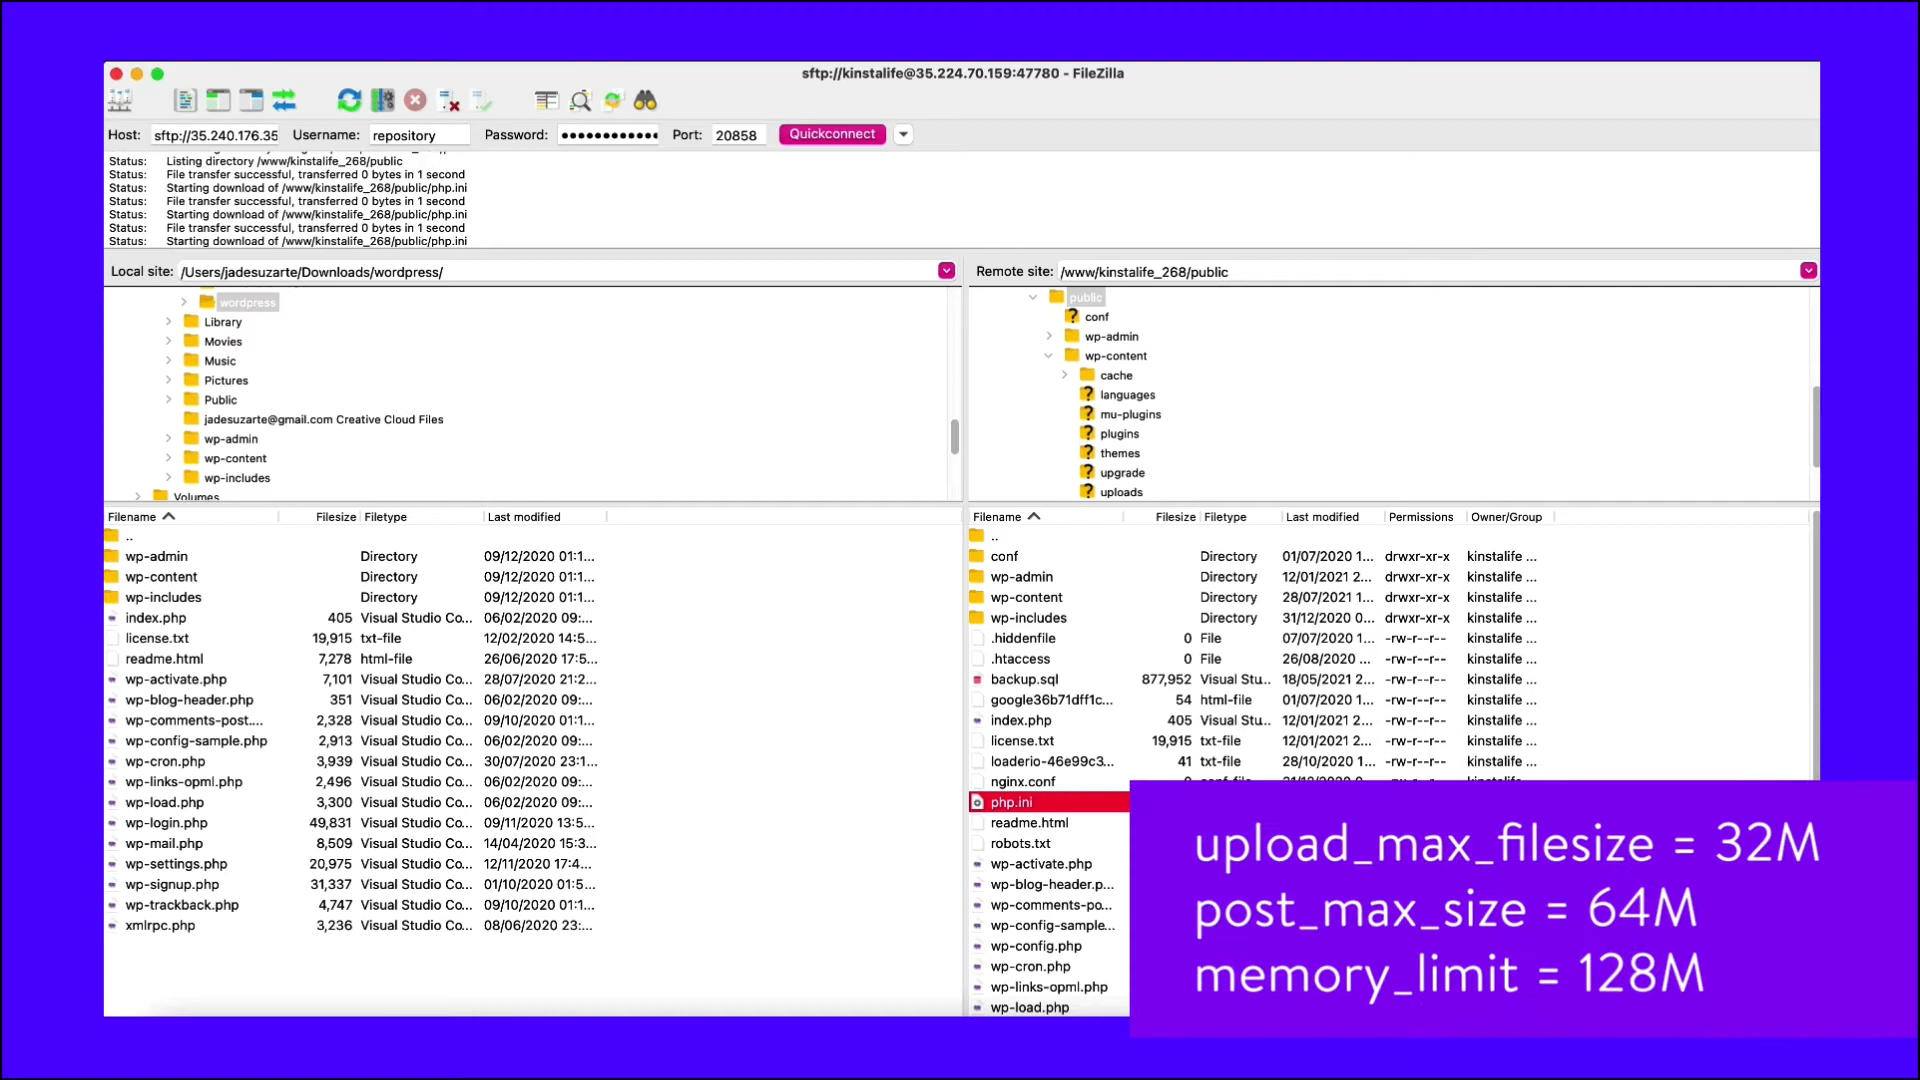 sftp://kinstalife@35.224.70.159:47780 - FileZilla
Host: sftp://35.240.176.35 Username: repository Password: ●●●●●●●●●●●● Port: 20858 Quickconnect
Status: Listing directory /www/kinstalife_268/public
Status: File transfer successful, transferred 0 bytes in 1 second
Status: Starting download of /www/kinstalife_268/public/php.ini
Status: File transfer successful, transferred 0 bytes in 1 second
Status: Starting download of /www/kinstalife_268/public/php.ini
Status: File transfer successful, transferred 0 bytes in 1 second
Status: Starting download of /www/kinstalife_268/public/php.ini
Local site: /Users/jadesuzarte/Downloads/wordpress/
wordpress
Library
Movies
Music
Pictures
Public
jadesuzarte@gmail.com Creative Cloud Files
wp-admin
wp-content
wp-includes
Volumes
Remote site: /www/kinstalife_268/public
public
? conf
wp-admin
wp-content
cache
? languages
? mu-plugins
? plugins
? themes
? upgrade
? uploads
Filename Filesize Filetype Last modified
..
wp-admin Directory 09/12/2020 01:1...
wp-content Directory 09/12/2020 01:1...
wp-includes Directory 09/12/2020 01:1...
index.php 405 Visual Studio Co... 06/02/2020 09:...
license.txt 19,915 txt-file 12/02/2020 14:5...
readme.html 7,278 html-file 26/06/2020 17:5...
wp-activate.php 7,101 Visual Studio Co... 28/07/2020 21:2...
wp-blog-header.php 351 Visual Studio Co... 06/02/2020 09:...
wp-comments-post.... 2,328 Visual Studio Co... 09/10/2020 01:1...
wp-config-sample.php 2,913 Visual Studio Co... 06/02/2020 09:...
wp-cron.php 3,939 Visual Studio Co... 30/07/2020 23:1...
wp-links-opml.php 2,496 Visual Studio Co... 06/02/2020 09:...
wp-load.php 3,300 Visual Studio Co... 06/02/2020 09:...
wp-login.php 49,831 Visual Studio Co... 09/11/2020 13:5...
wp-mail.php 8,509 Visual Studio Co... 14/04/2020 15:3...
wp-settings.php 20,975 Visual Studio Co... 12/11/2020 17:4...
wp-signup.php 31,337 Visual Studio Co... 01/10/2020 01:5...
wp-trackback.php 4,747 Visual Studio Co... 09/10/2020 01:1...
xmlrpc.php 3,236 Visual Studio Co... 08/06/2020 23:...
Filename Filesize Filetype Last modified Permissions Owner/Group
..
conf Directory 01/07/2020 1... drwxr-xr-x kinstalife ...
wp-admin Directory 12/01/2021 2... drwxr-xr-x kinstalife ...
wp-content Directory 28/07/2021 1... drwxr-xr-x kinstalife ...
wp-includes Directory 31/12/2020 0... drwxr-xr-x kinstalife ...
.hiddenfile 0 File 07/07/2020 1... -rw-r--r-- kinstalife ...
.htaccess 0 File 26/08/2020 ... -rw-r--r-- kinstalife ...
backup.sql 877,952 Visual Stu... 18/05/2021 2... -rw-r--r-- kinstalife ...
google36b71dff1c... 54 html-file 01/07/2020 1... -rw-r--r-- kinstalife ...
index.php 405 Visual Stu... 12/01/2021 2... -rw-r--r-- kinstalife ...
license.txt 19,915 txt-file 12/01/2021 2... -rw-r--r-- kinstalife ...
loaderio-46e99c3... 41 txt-file 28/10/2020 1... -rw-r--r-- kinstalife ...
nginx.conf
php.ini
readme.html
robots.txt
wp-activate.php
wp-blog-header.p...
wp-comments-po...
wp-config-sample...
wp-config.php
wp-cron.php
wp-links-opml.php
wp-load.php
upload_max_filesize = 32M
post_max_size = 64M
memory_limit = 128M